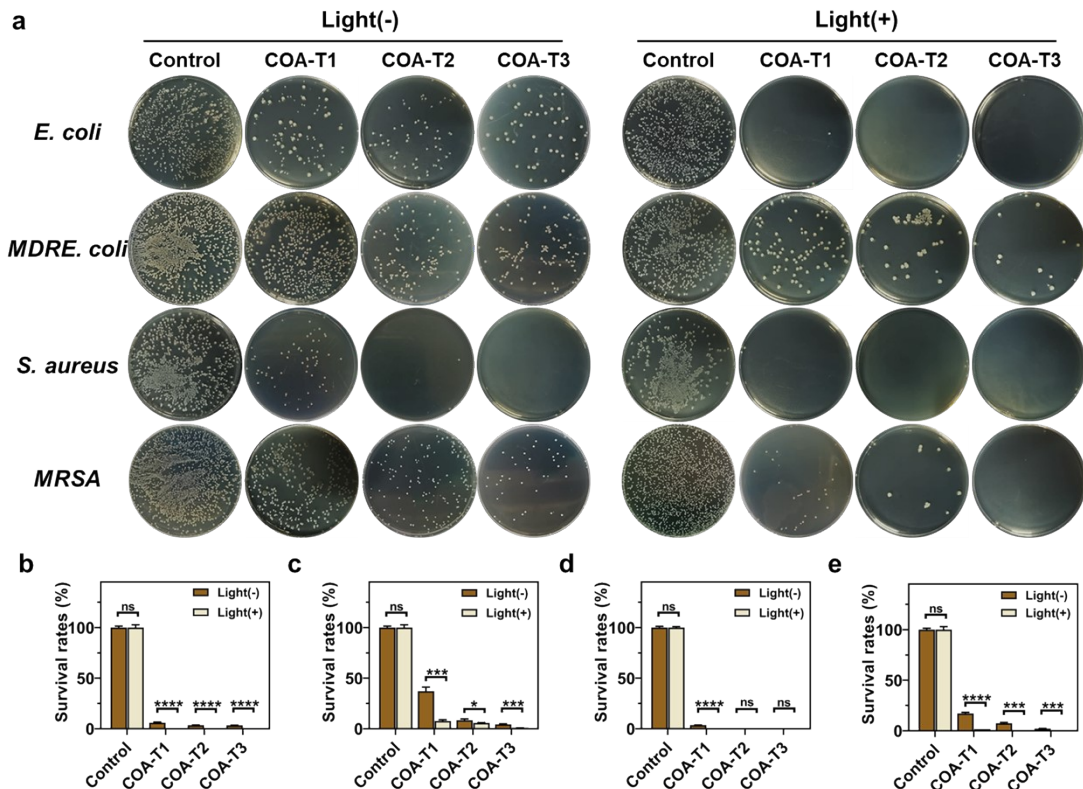 a
Light(-) Light(+)
Control COA-T1 COA-T2 COA-T3 Control COA-T1 COA-T2 COA-T3
E. coli
MDRE. coli
S. aureus
MRSA
b
Survival rates (%)
100
50
0
ns
**** **** ****
Light(-)
Light(+)
Control COA-T1 COA-T2 COA-T3
c
Survival rates (%)
100
50
0
ns
*** * ***
Light(-)
Light(+)
Control COA-T1 COA-T2 COA-T3
d
Survival rates (%)
100
50
0
ns
**** ns ns
Light(-)
Light(+)
Control COA-T1 COA-T2 COA-T3
e
Survival rates (%)
100
50
0
ns
**** *** ***
Light(-)
Light(+)
Control COA-T1 COA-T2 COA-T3